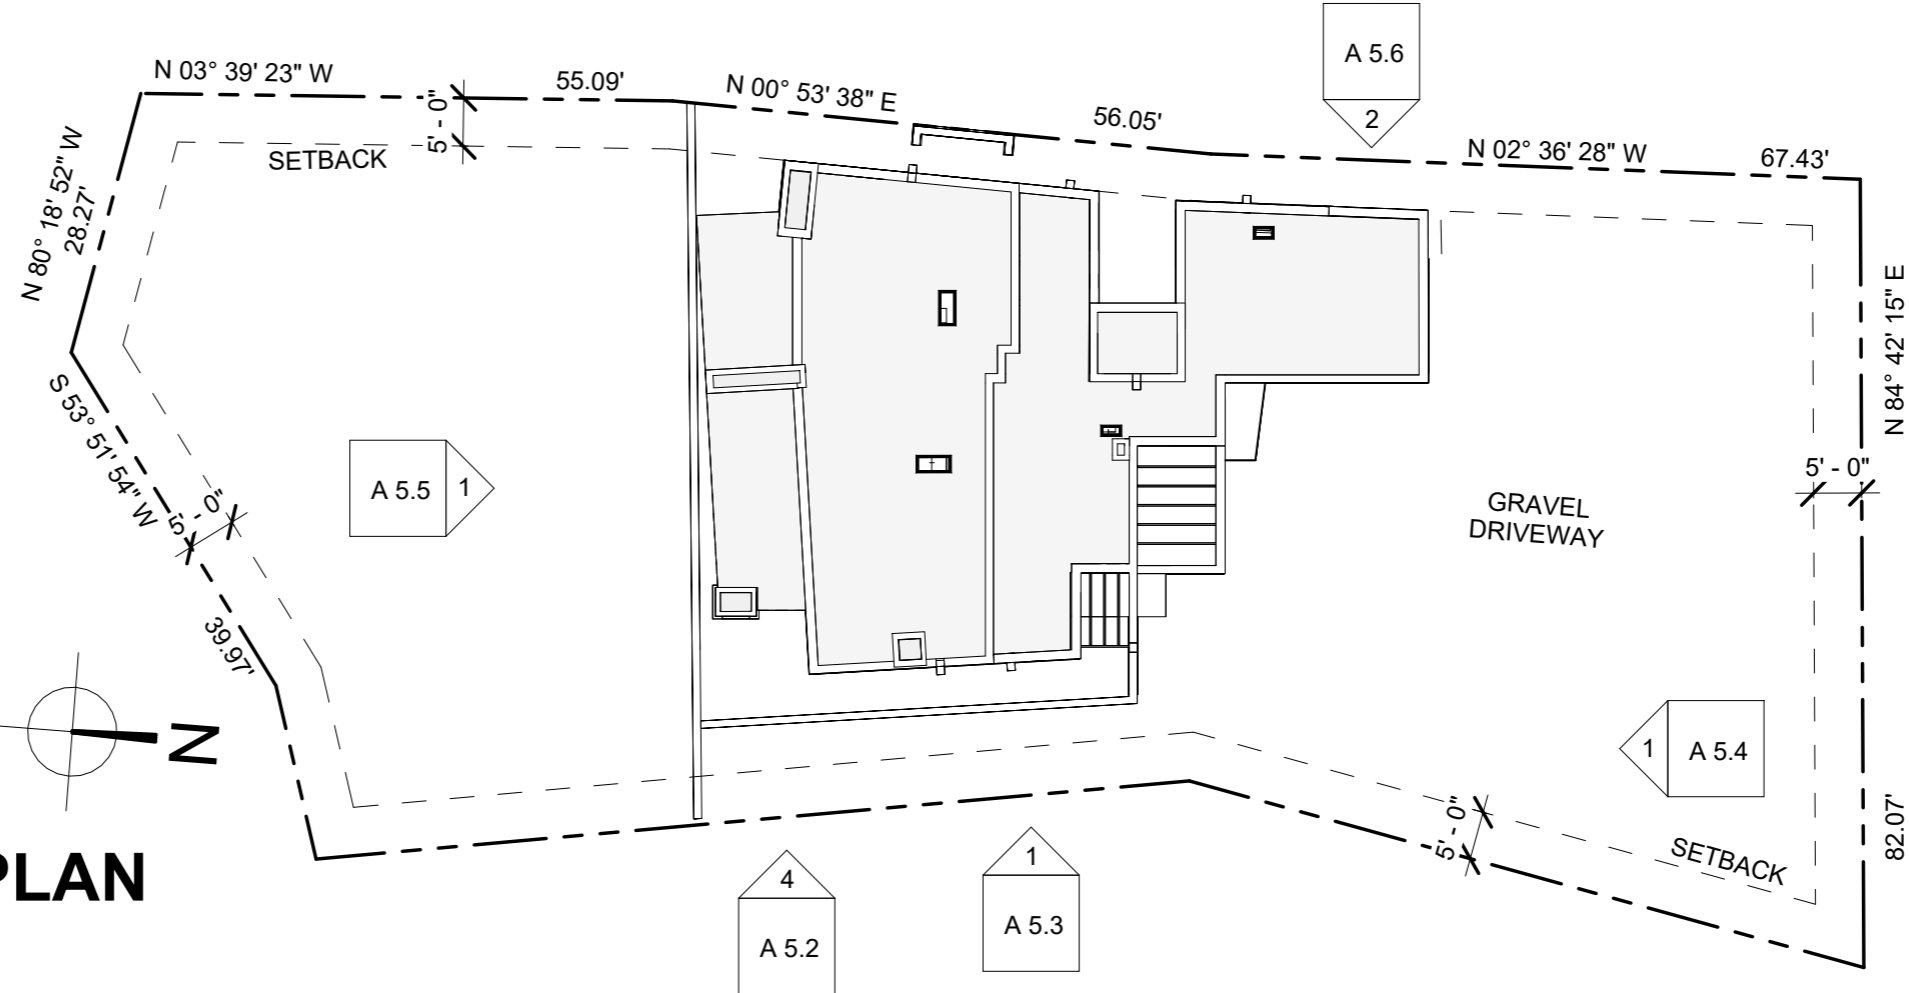 A 5.6
2
N 03° 39' 23" W
55.09'
N 00° 53' 38" E
56.05'
N 02° 36' 28" W
67.43'
5' - 0"
SETBACK
N 80° 18' 52" W
28.27'
S 53° 51' 54" W
39.97'
5' - 0"
A 5.5
1
N 84° 42' 15" E
82.07'
5' - 0"
GRAVEL
DRIVEWAY
N
1
A 5.4
5' - 0"
SETBACK
PLAN
4
A 5.2
1
A 5.3